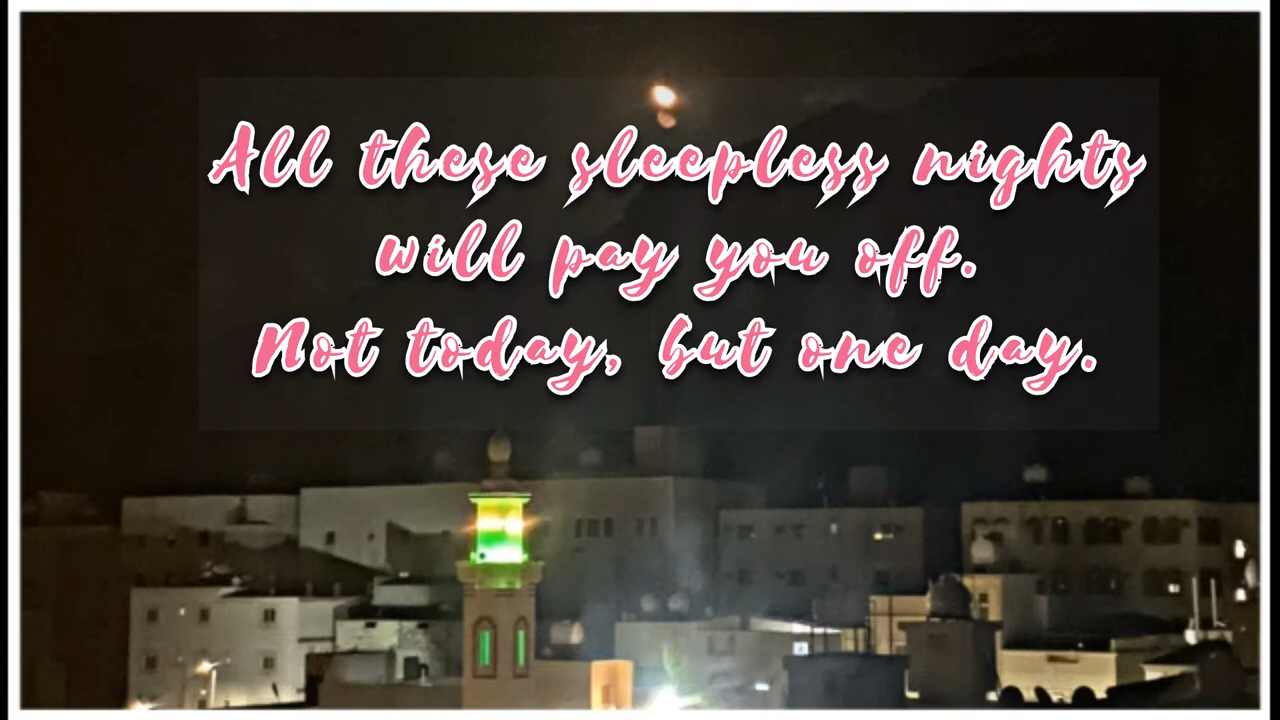 All these sleepless nights
will pay you off.
Not today, but one day.